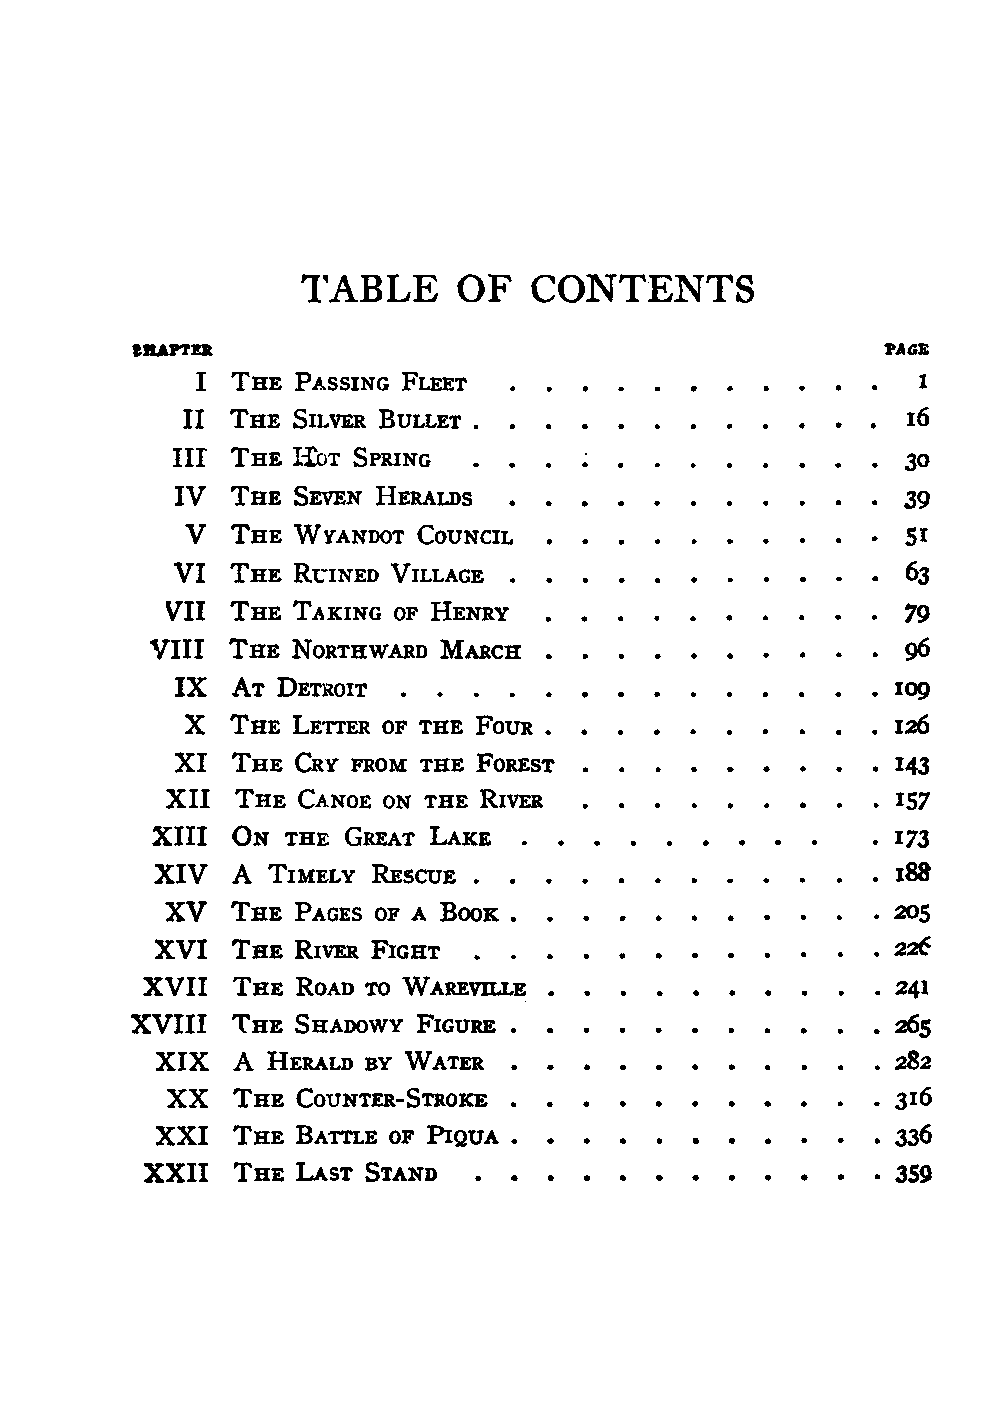 TABLE OF CONTENTS
CHAPTER PAGE
I The Passing Fleet . . . . . . . . . . . 1
II The Silver Bullet . . . . . . . . . . . . 16
III The Hot Spring . . . . . . . . . . . . 30
IV The Seven Heralds . . . . . . . . . . . 39
V The Wyandot Council . . . . . . . . . . 51
VI The Ruined Village . . . . . . . . . . . 63
VII The Taking of Henry . . . . . . . . . . 79
VIII The Northward March . . . . . . . . . . 96
IX At Detroit . . . . . . . . . . . . . . 109
X The Letter of the Four . . . . . . . . . . 126
XI The Cry from the Forest . . . . . . . . . 143
XII The Canoe on the River . . . . . . . . . 157
XIII On the Great Lake . . . . . . . . . . 173
XIV A Timely Rescue . . . . . . . . . . . . 188
XV The Pages of a Book . . . . . . . . . . . 205
XVI The River Fight . . . . . . . . . . . . 226
XVII The Road to Wareville . . . . . . . . . . 241
XVIII The Shadowy Figure . . . . . . . . . . . 265
XIX A Herald by Water . . . . . . . . . . . 282
XX The Counter-Stroke . . . . . . . . . . . 316
XXI The Battle of Piqua . . . . . . . . . . . 336
XXII The Last Stand . . . . . . . . . . . . 359